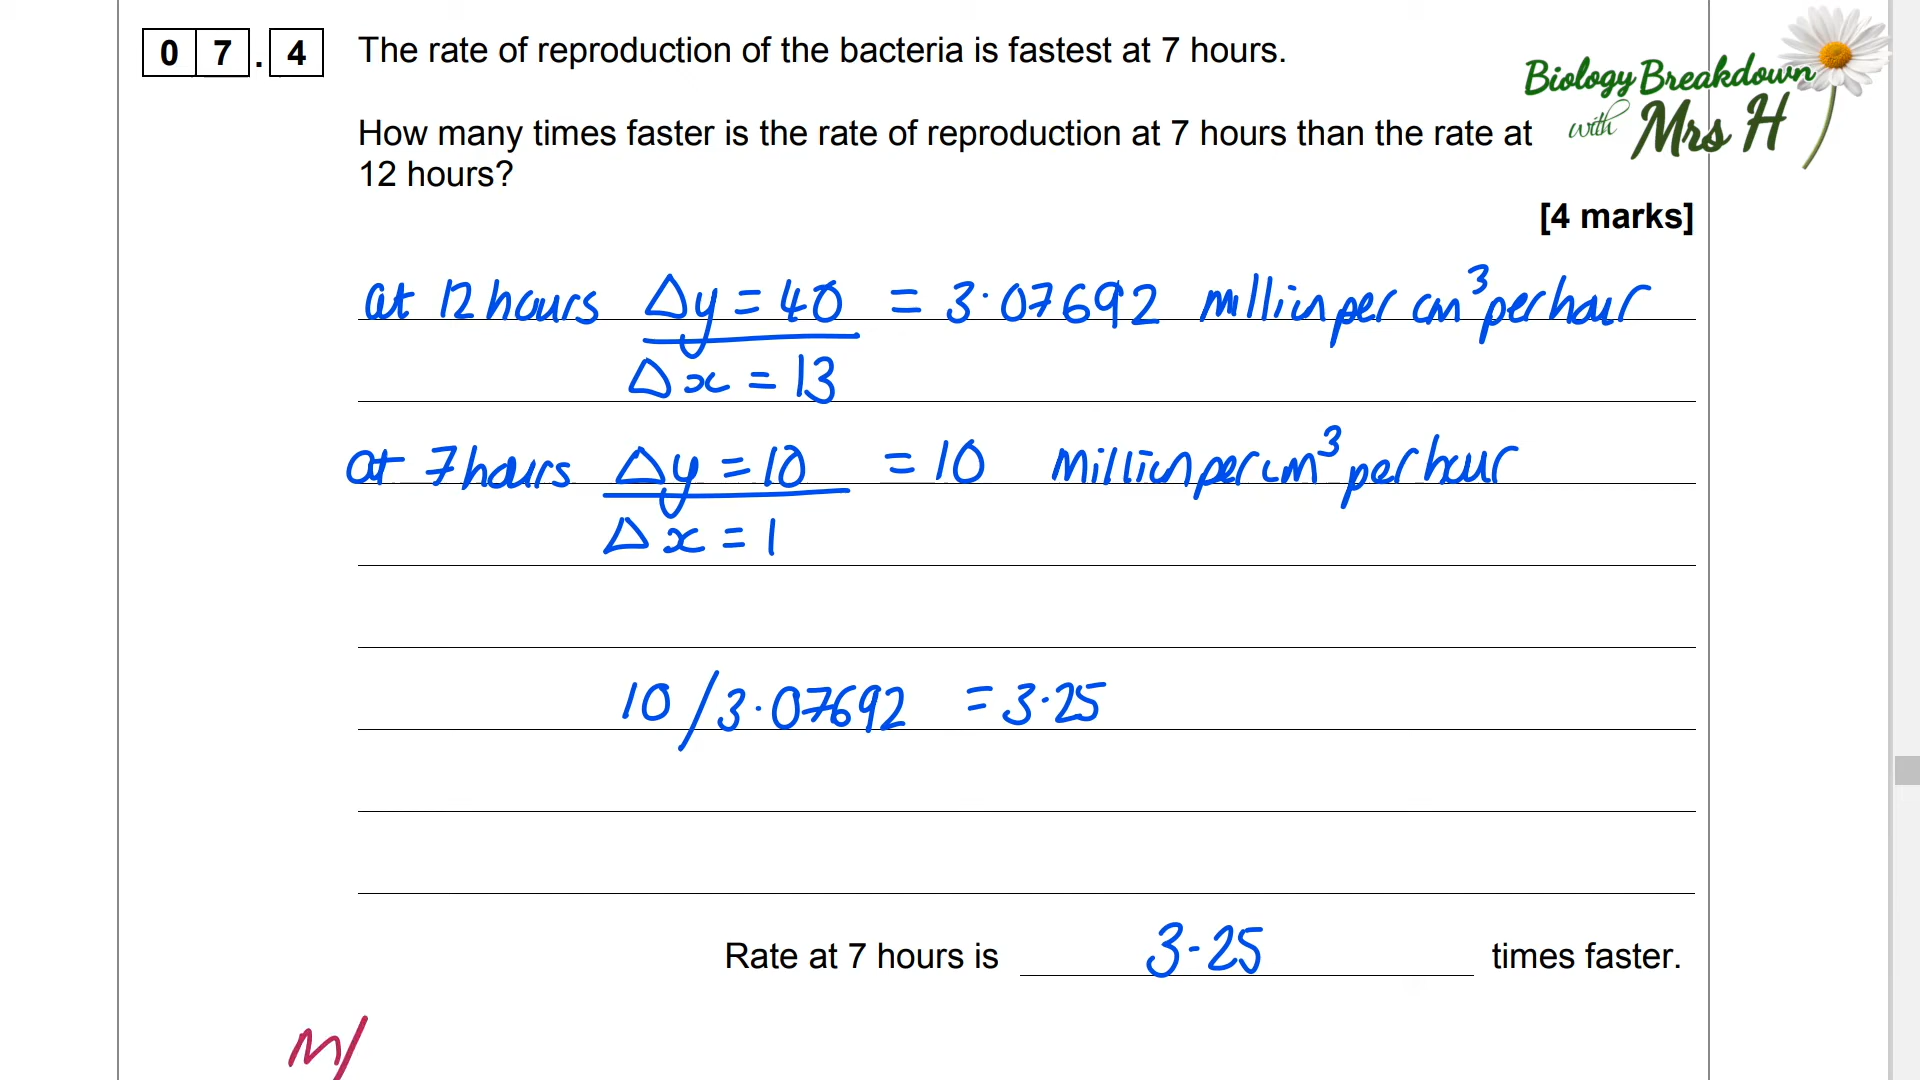 07.4 The rate of reproduction of the bacteria is fastest at 7 hours.
Biology Breakdown
with Mrs H
How many times faster is the rate of reproduction at 7 hours than the rate at
12 hours?
[4 marks]
at 12 hours Δy = 40 = 3.07692 million per cm³ per hour
Δx = 13
at 7 hours Δy = 10 = 10 Million per cm³ per hour
Δx = 1
10/3.07692 = 3.25
Rate at 7 hours is 3.25 times faster.